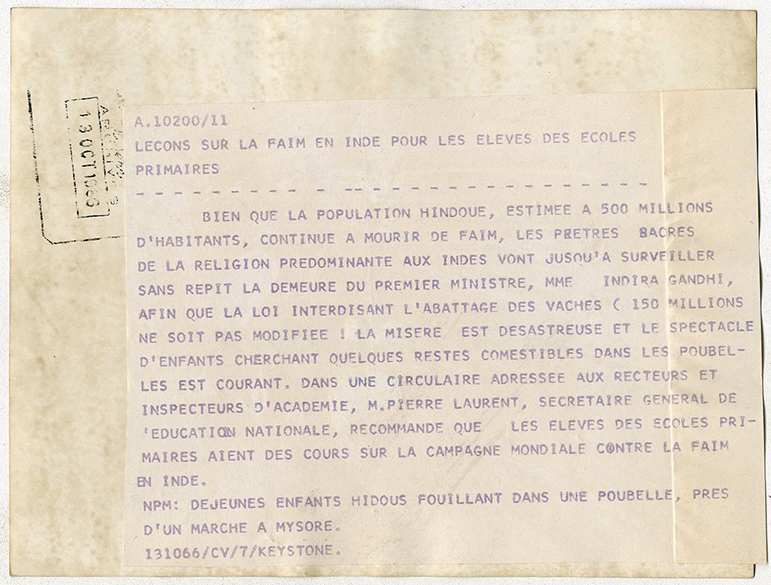 ARCHIVES
13 OCT 1966
A.10200/11
LECONS SUR LA FAIM EN INDE POUR LES ELEVES DES ECOLES
PRIMAIRES
- - - - - - - - - - - -- - - - - - - - - - - - - - - - -
BIEN QUE LA POPULATION HINDOUE, ESTIMEE A 500 MILLIONS
D'HABITANTS, CONTINUE A MOURIR DE FAIM, LES PRETRES SACRES
DE LA RELIGION PREDOMINANTE AUX INDES VONT JUSQU'A SURVEILLER
SANS REPIT LA DEMEURE DU PREMIER MINISTRE, MME INDIRA GANDHI,
AFIN QUE LA LOI INTERDISANT L'ABATTAGE DES VACHES ( 150 MILLIONS
NE SOIT PAS MODIFIEE ! LA MISERE EST DESASTREUSE ET LE SPECTACLE
D'ENFANTS CHERCHANT QUELQUES RESTES COMESTIBLES DANS LES POUBEL-
LES EST COURANT. DANS UNE CIRCULAIRE ADRESSEE AUX RECTEURS ET
INSPECTEURS D'ACADEMIE, M.PIERRE LAURENT, SECRETAIRE GENERAL DE
'EDUCATION NATIONALE, RECOMMANDE QUE LES ELEVES DES ECOLES PRI-
MAIRES AIENT DES COURS SUR LA CAMPAGNE MONDIALE CONTRE LA FAIM
EN INDE.
NPM: DEJEUNES ENFANTS HIDOUS FOUILLANT DANS UNE POUBELLE, PRES
D'UN MARCHE A MYSORE.
131066/CV/7/KEYSTONE.